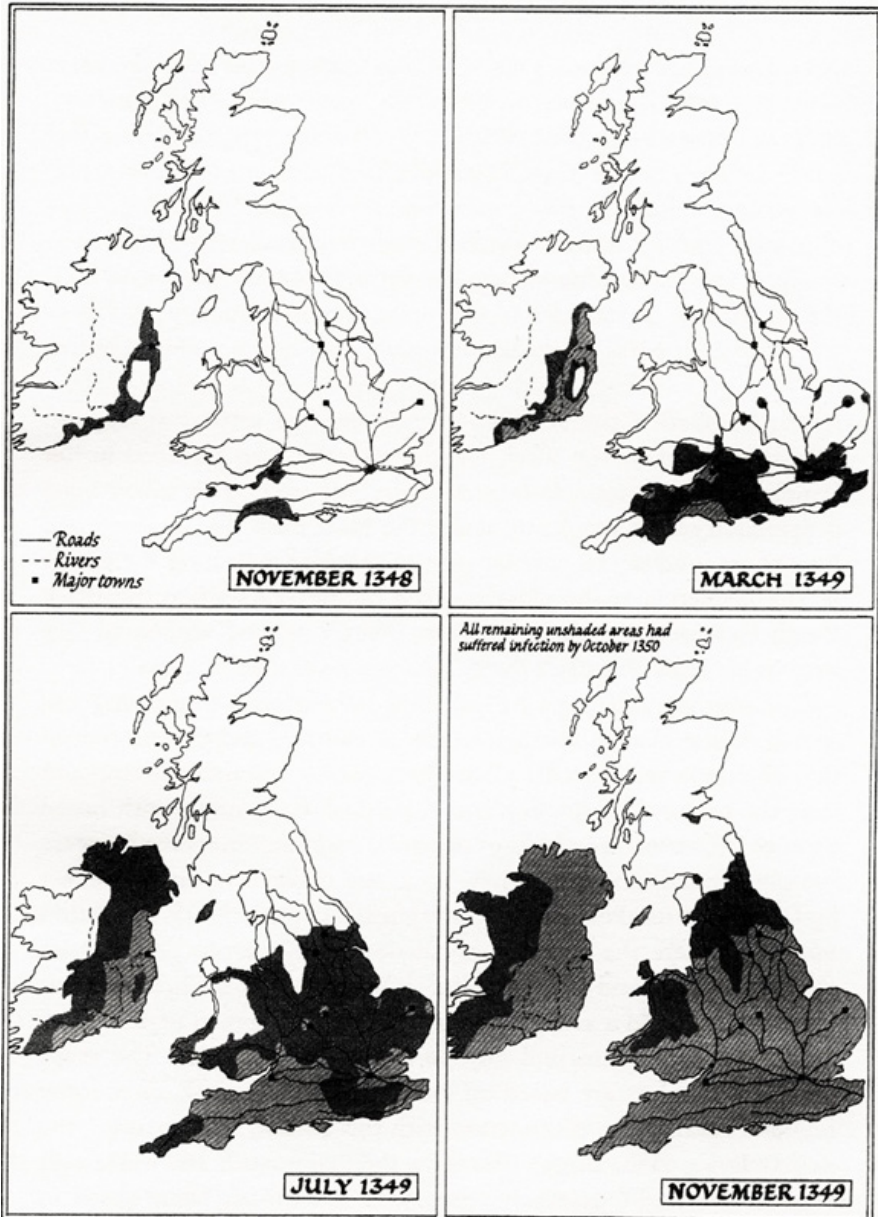 Roads
Rivers
Major towns
NOVEMBER 1348
MARCH 1349
All remaining unshaded areas had
suffered infection by October 1350
JULY 1349
NOVEMBER 1349